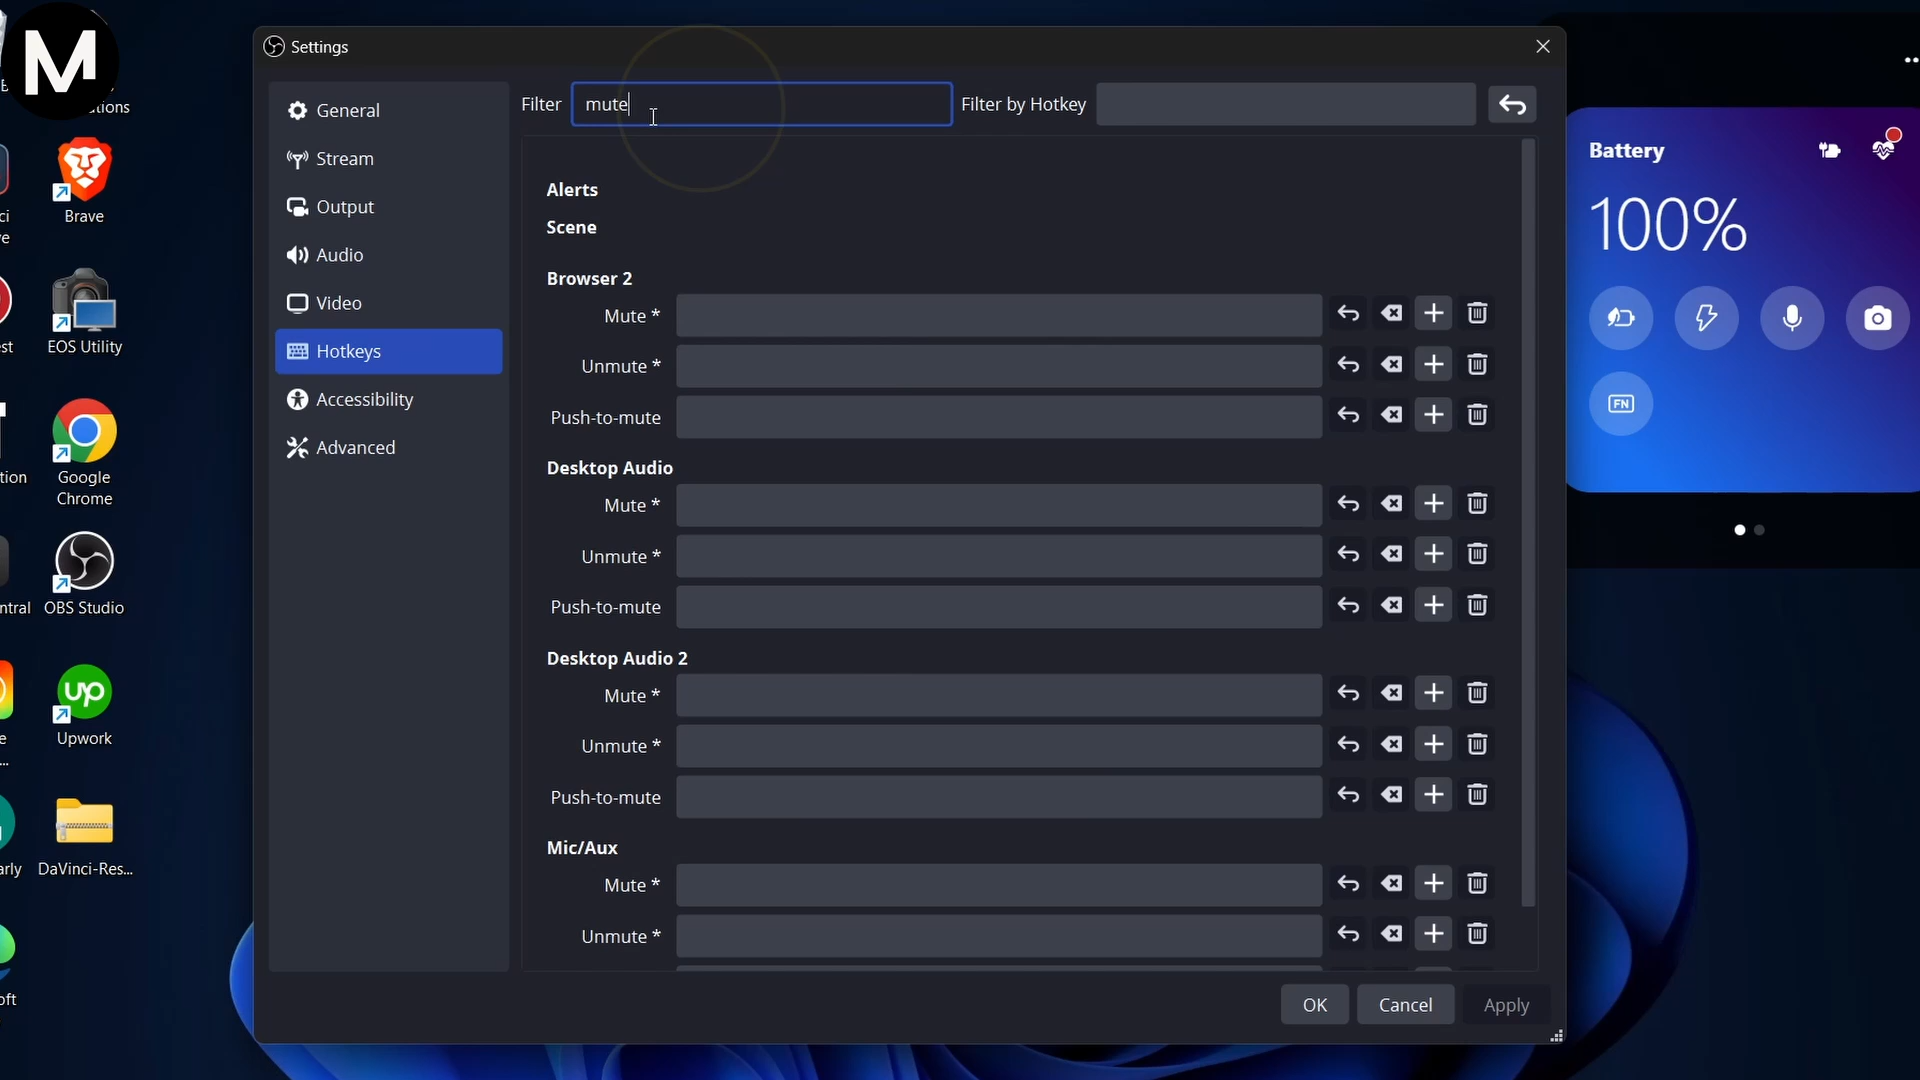 M
Settings
General
Stream
Output
Audio
Video
Hotkeys
Accessibility
Advanced
Filter
mute
Filter by Hotkey
Alerts
Scene
Browser 2
Mute *
Unmute *
Push-to-mute
Desktop Audio
Mute *
Unmute *
Push-to-mute
Desktop Audio 2
Mute *
Unmute *
Push-to-mute
Mic/Aux
Mute *
Unmute *
OK
Cancel
Apply
Battery
100%
FN
Brave
EOS Utility
Google
Chrome
OBS Studio
Upwork
up
DaVinci-Res...